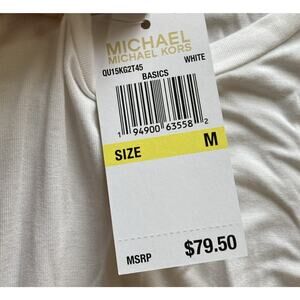 MICHAEL
MICHAEL KORS
QU15KG2T45 WHITE
BASICS
1 94900 63558 2
SIZE M
MSRP $79.50